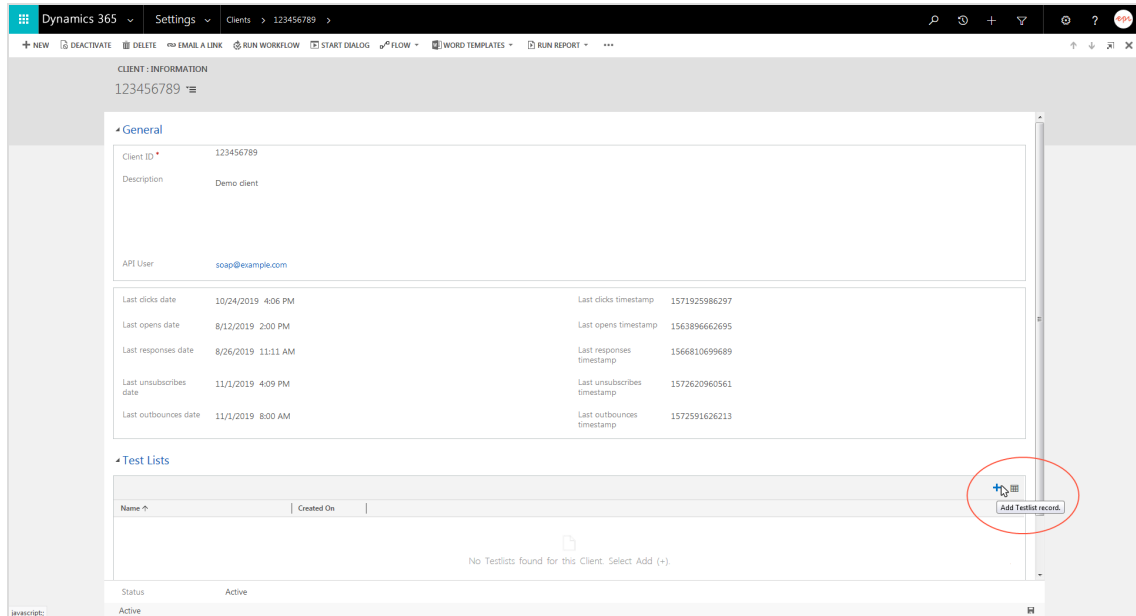 Dynamics 365 Settings Clients > 123456789 > ? epi
NEW DEACTIVATE DELETE EMAIL A LINK RUN WORKFLOW START DIALOG FLOW WORD TEMPLATES RUN REPORT ...
CLIENT : INFORMATION
123456789
General
Client ID * 123456789
Description Demo client
API User soap@example.com
Last clicks date 10/24/2019 4:06 PM Last clicks timestamp 1571925986297
Last opens date 8/12/2019 2:00 PM Last opens timestamp 1563896662695
Last responses date 8/26/2019 11:11 AM Last responses timestamp 1566810699689
Last unsubscribes date 11/1/2019 4:09 PM Last unsubscribes timestamp 1572620960561
Last outbounces date 11/1/2019 8:00 AM Last outbounces timestamp 1572591626213
Test Lists
Add Testlist record.
Name ↑ Created On
No Testlists found for this Client. Select Add (+).
Status Active
javascript:; Active